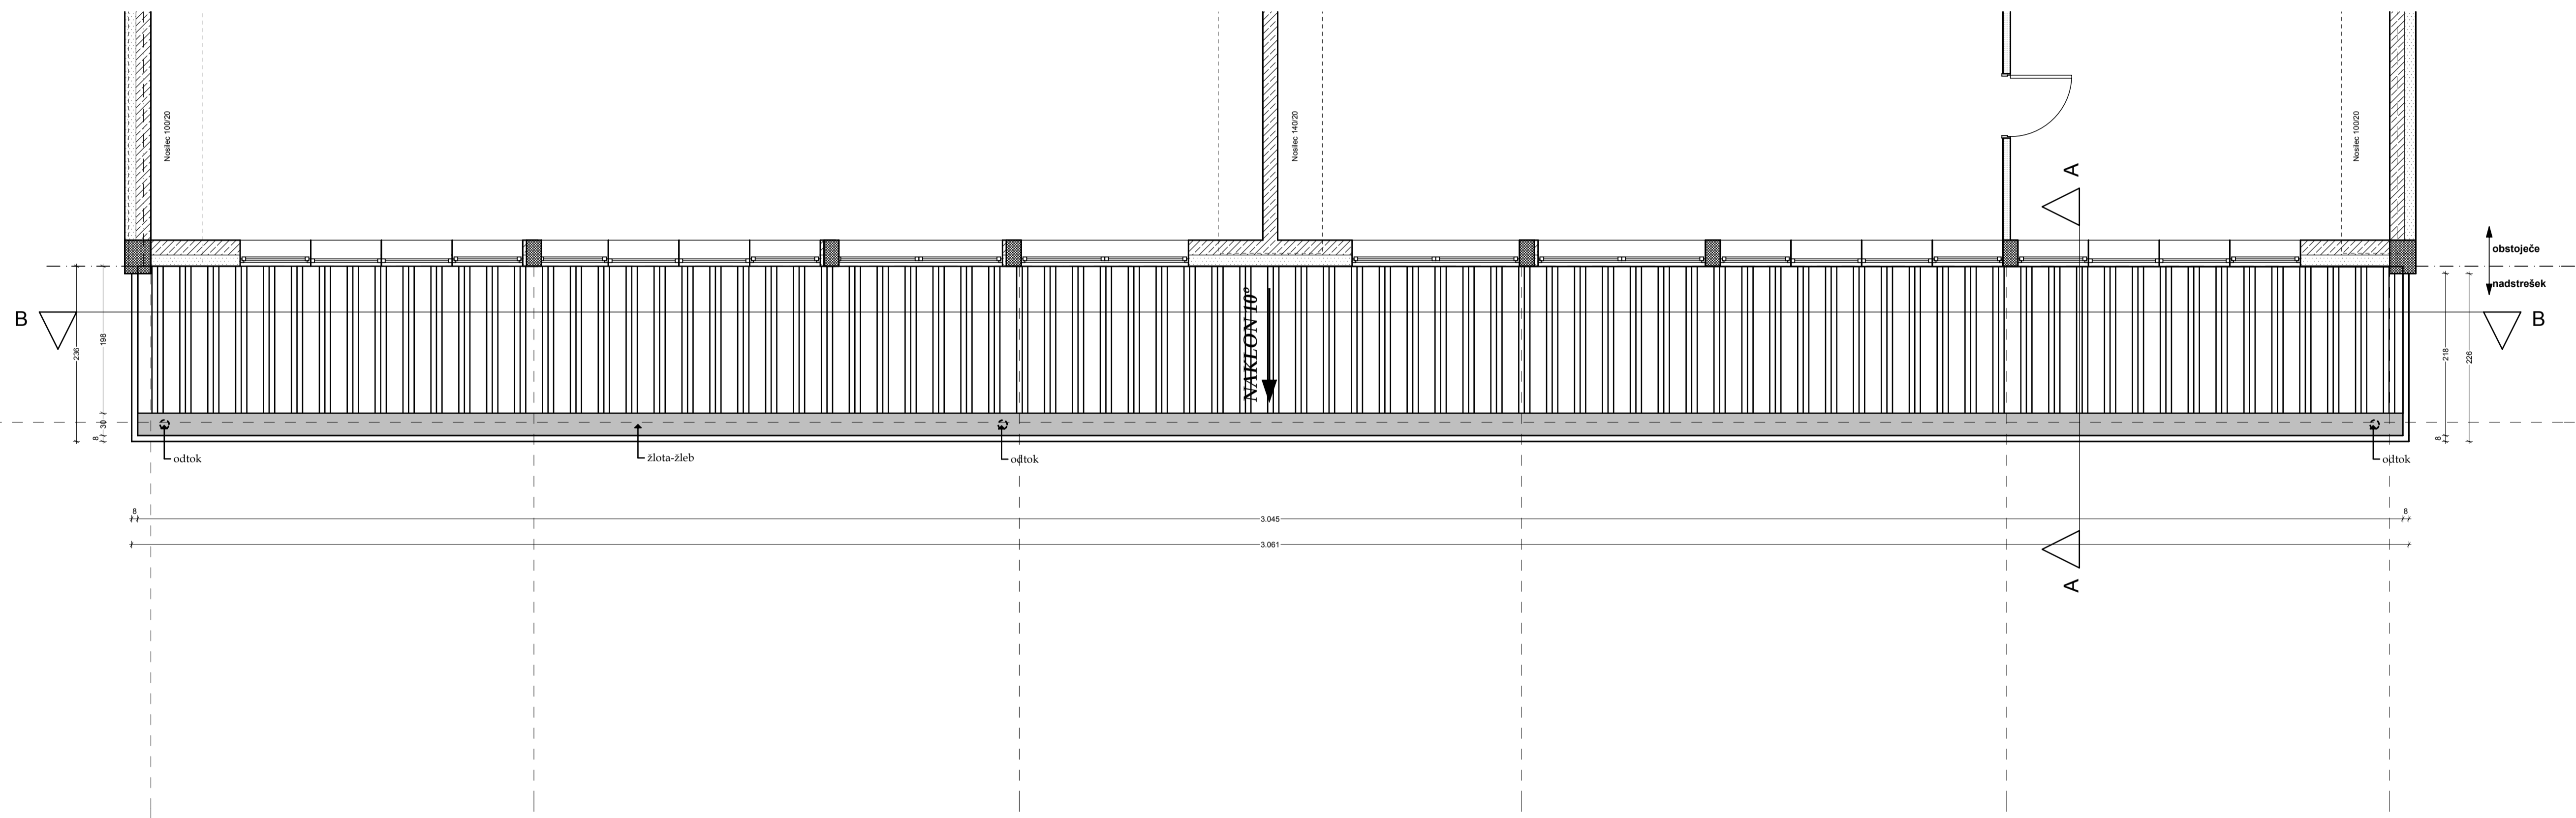 Nosilec 100/20
Nosilec 140/20
Nosilec 100/20
A
obstoječe
nadstrešek
B
B
NAKLON 10°
236
198
30
8
218
226
8
odtok
žlota-žleb
odtok
odtok
8
3.045
8
3.061
A